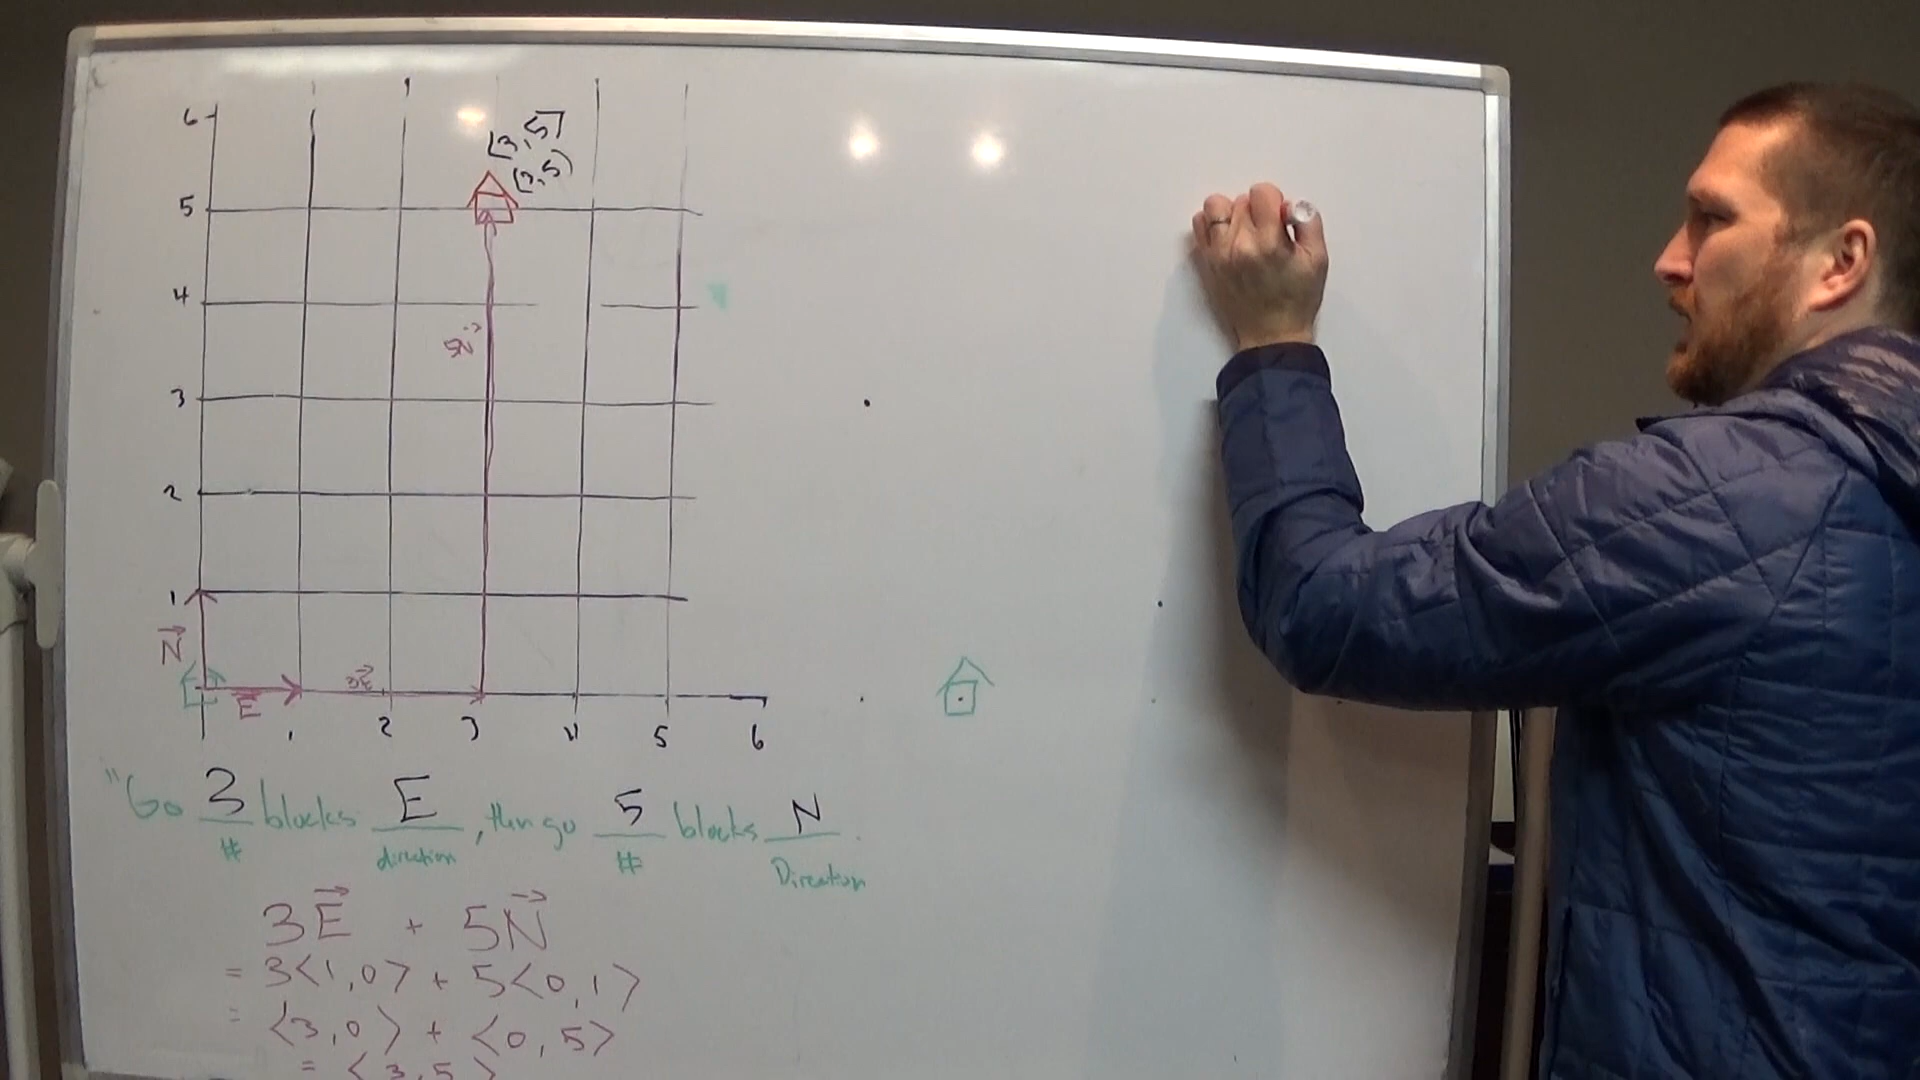 6
⟨3,5⟩
(3,5)
5
4
5N⃗
3
2
1
N⃗
3E⃗
E⃗
1 2 3 4 5 6
"Go 3 blocks E, then go 5 blocks N.
# direction # Direction
3E⃗ + 5N⃗
= 3<1,0> + 5<0,1>
= <3,0> + <0,5>
= <3,5>